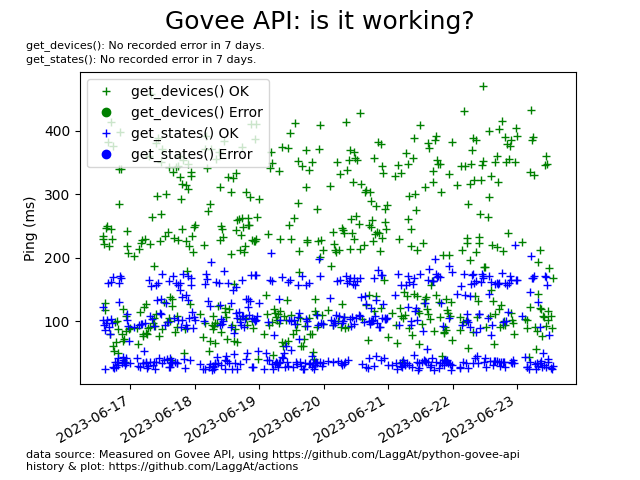 Govee API: is it working?
get_devices(): No recorded error in 7 days.
get_states(): No recorded error in 7 days.
get_devices() OK
get_devices() Error
get_states() OK
get_states() Error
Ping (ms)
400
300
200
100
2023-06-17
2023-06-18
2023-06-19
2023-06-20
2023-06-21
2023-06-22
2023-06-23
data source: Measured on Govee API, using https://github.com/LaggAt/python-govee-api
history & plot: https://github.com/LaggAt/actions